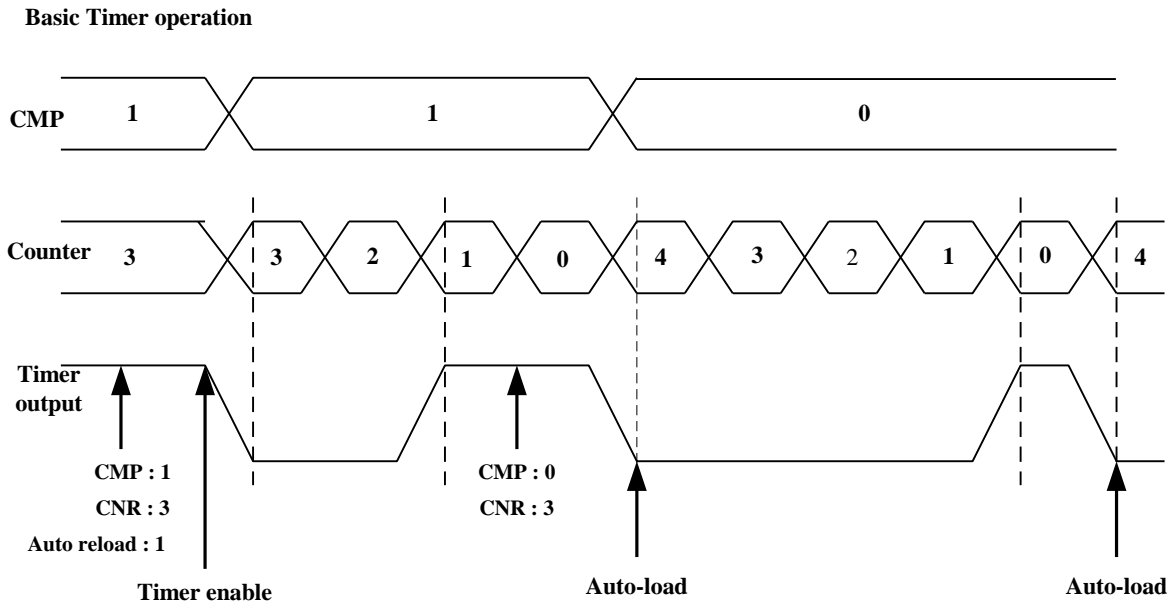 Basic Timer operation
CMP 1 1 0
Counter 3 3 2 1 0 4 3 2 1 0 4
Timer
output
CMP : 1 CMP : 0
CNR : 3 CNR : 3
Auto reload : 1
Timer enable Auto-load Auto-load